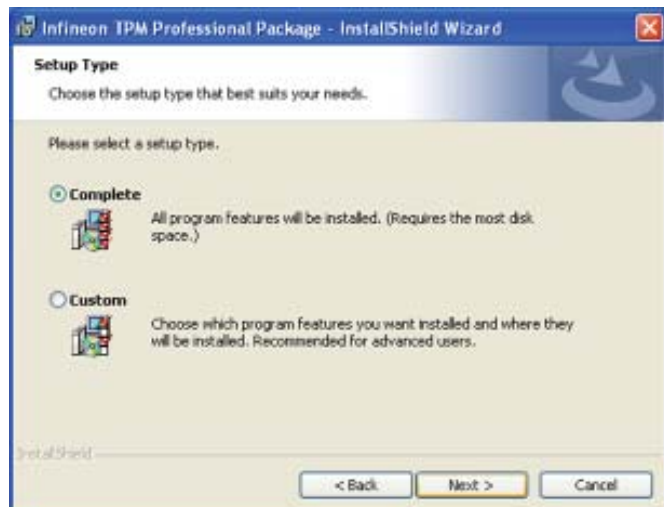 Infineon TPM Professional Package - InstallShield Wizard
Setup Type
Choose the setup type that best suits your needs.
Please select a setup type.
Complete
All program features will be installed. (Requires the most disk
space.)
Custom
Choose which program features you want installed and where they
will be installed. Recommended for advanced users.
InstallShield
< Back
Next >
Cancel